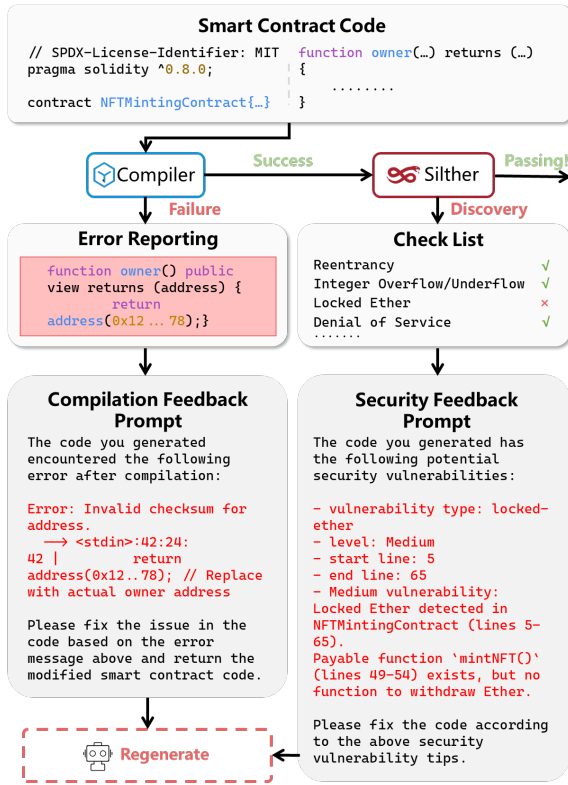 Smart Contract Code
// SPDX-License-Identifier: MIT
pragma solidity ^0.8.0;
contract NFTMintingContract{…}
function owner(…) returns (…)
{
........
}
Compiler
Success
Silther
Passing!
Failure
Discovery
Error Reporting
function owner() public
view returns (address) {
return
address(0x12...78);}
Check List
Reentrancy √
Integer Overflow/Underflow √
Locked Ether ×
Denial of Service √
.......
Compilation Feedback
Prompt
The code you generated
encountered the following
error after compilation:
Error: Invalid checksum for
address.
--> <stdin>:42:24:
42 | return
address(0x12..78); // Replace
with actual owner address
Please fix the issue in the
code based on the error
message above and return the
modified smart contract code.
Security Feedback
Prompt
The code you generated has
the following potential
security vulnerabilities:
- vulnerability type: locked-
ether
- level: Medium
- start line: 5
- end line: 65
- Medium vulnerability:
Locked Ether detected in
NFTMintingContract (lines 5-
65).
Payable function `mintNFT()`
(lines 49-54) exists, but no
function to withdraw Ether.
Please fix the code according
to the above security
vulnerability tips.
Regenerate